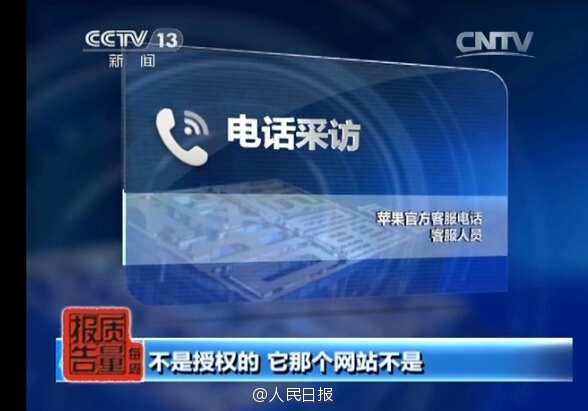 CCTV 13
新闻
CNTV
电话采访
苹果官方客服电话
客服人员
每周
质量
报告
不是授权的 它那个网站不是
@人民日报